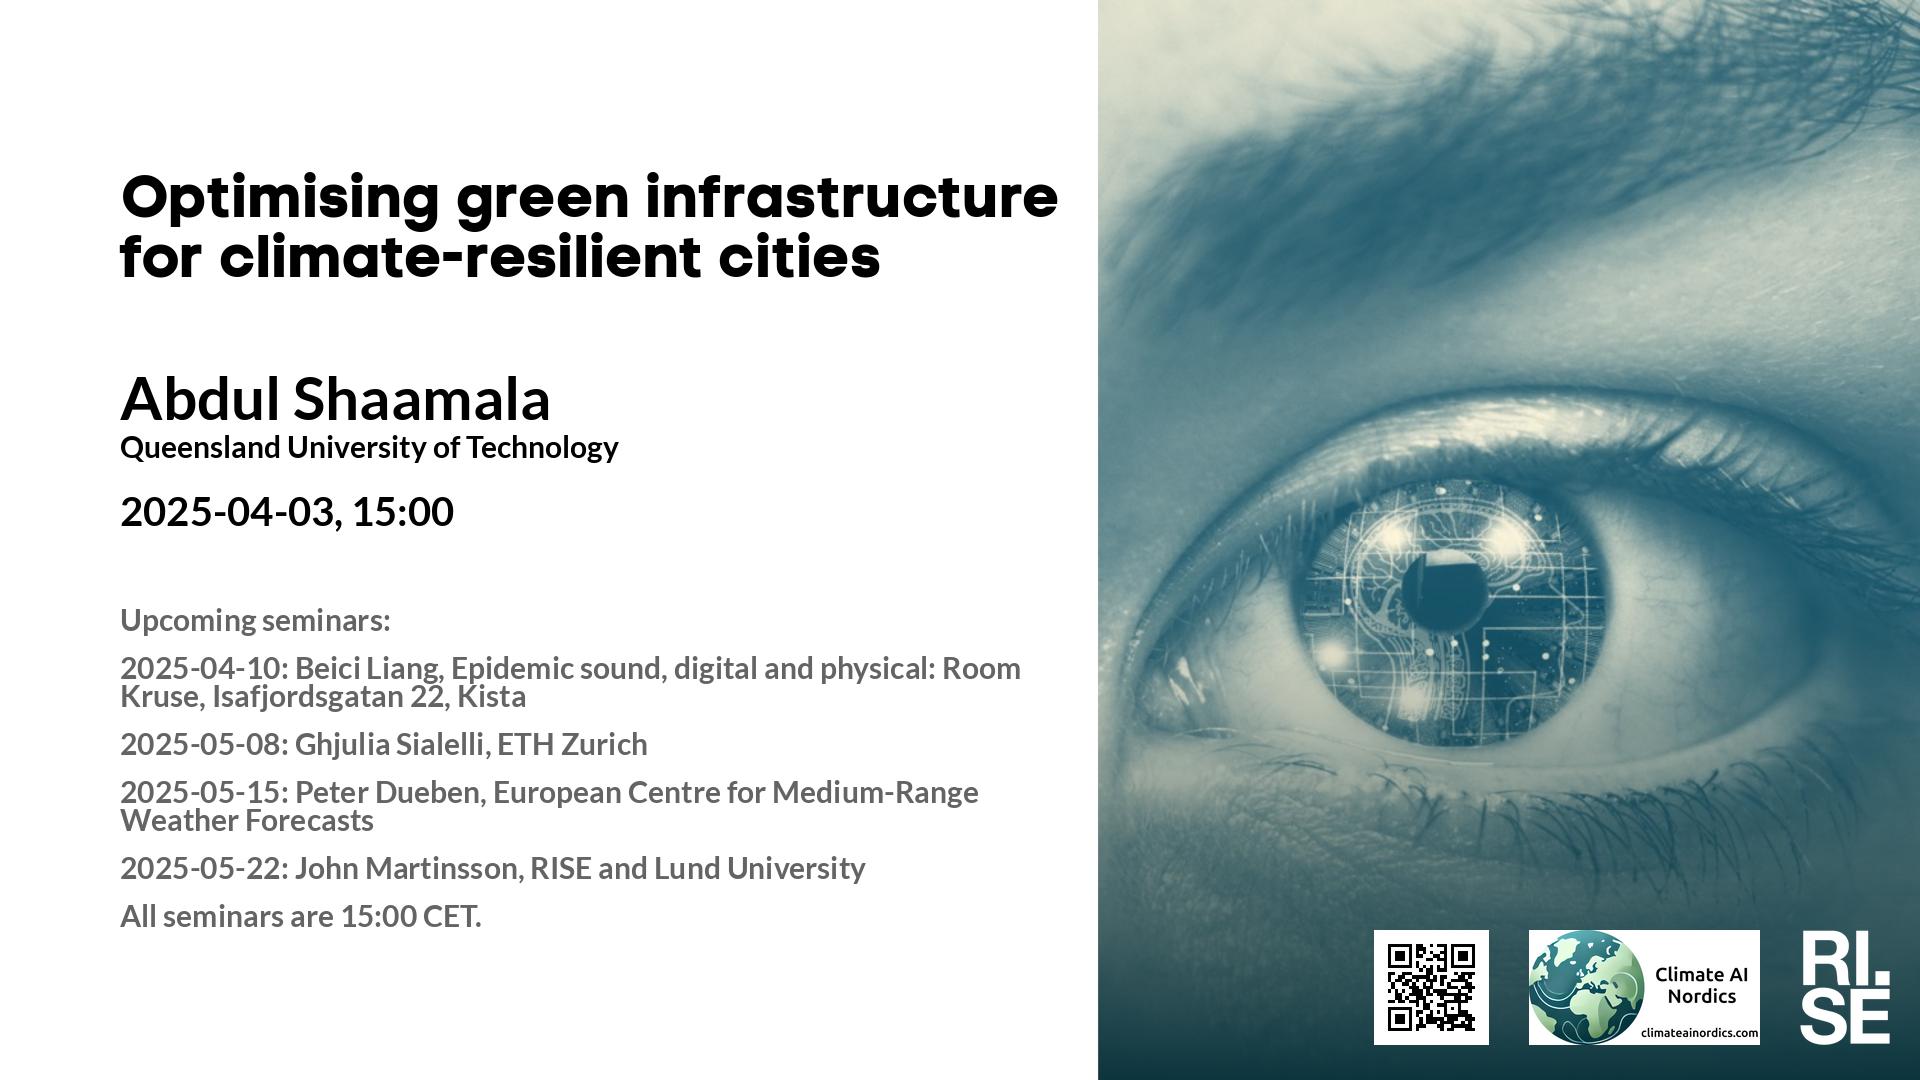 Optimising green infrastructure
for climate-resilient cities
Abdul Shaamala
Queensland University of Technology
2025-04-03, 15:00
Upcoming seminars:
2025-04-10: Beici Liang, Epidemic sound, digital and physical: Room
Kruse, Isafjordsgatan 22, Kista
2025-05-08: Ghjulia Sialelli, ETH Zurich
2025-05-15: Peter Dueben, European Centre for Medium-Range
Weather Forecasts
2025-05-22: John Martinsson, RISE and Lund University
All seminars are 15:00 CET.
Climate AI
Nordics
climateainordics.com
RI.
SE